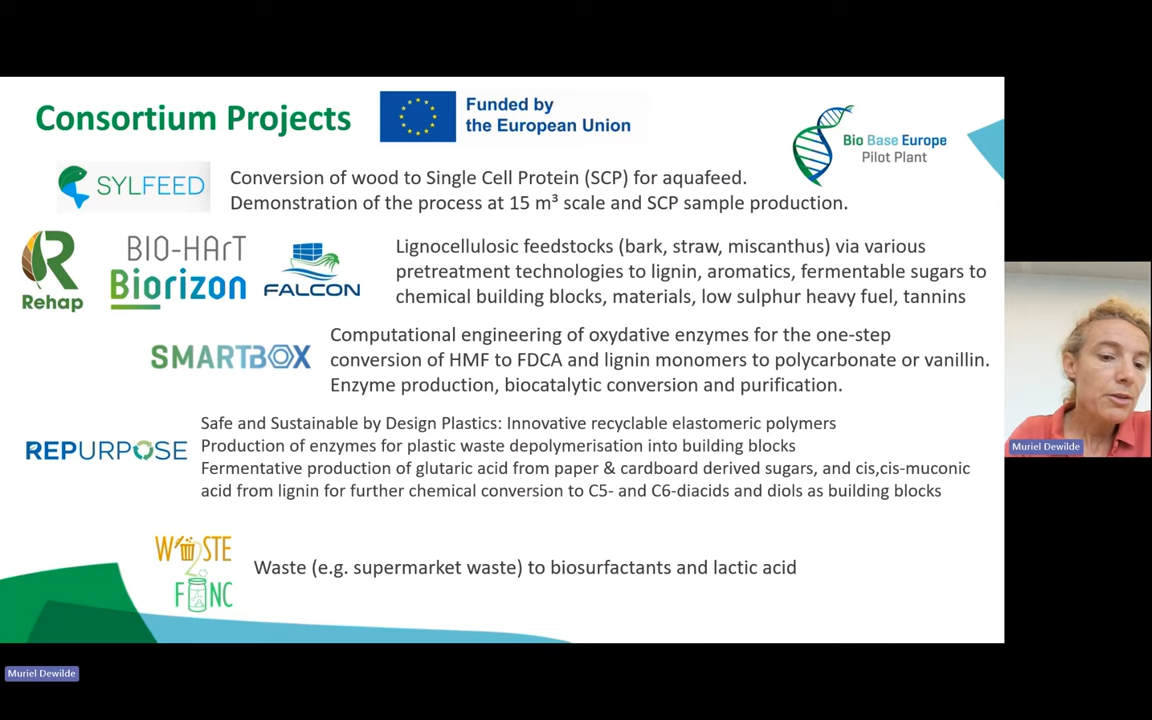 Consortium Projects
Funded by
the European Union
Bio Base Europe
Pilot Plant
SYLFEED
Conversion of wood to Single Cell Protein (SCP) for aquafeed.
Demonstration of the process at 15 m³ scale and SCP sample production.
Rehap
BIO-HArT
Biorizon
FALCON
Lignocellulosic feedstocks (bark, straw, miscanthus) via various
pretreatment technologies to lignin, aromatics, fermentable sugars to
chemical building blocks, materials, low sulphur heavy fuel, tannins
SMARTBOX
Computational engineering of oxydative enzymes for the one-step
conversion of HMF to FDCA and lignin monomers to polycarbonate or vanillin.
Enzyme production, biocatalytic conversion and purification.
REPURPOSE
Safe and Sustainable by Design Plastics: Innovative recyclable elastomeric polymers
Production of enzymes for plastic waste depolymerisation into building blocks
Fermentative production of glutaric acid from paper & cardboard derived sugars, and cis,cis-muconic
acid from lignin for further chemical conversion to C5- and C6-diacids and diols as building blocks
WASTE
2
FUNC
Waste (e.g. supermarket waste) to biosurfactants and lactic acid
Muriel Dewilde
Muriel Dewilde